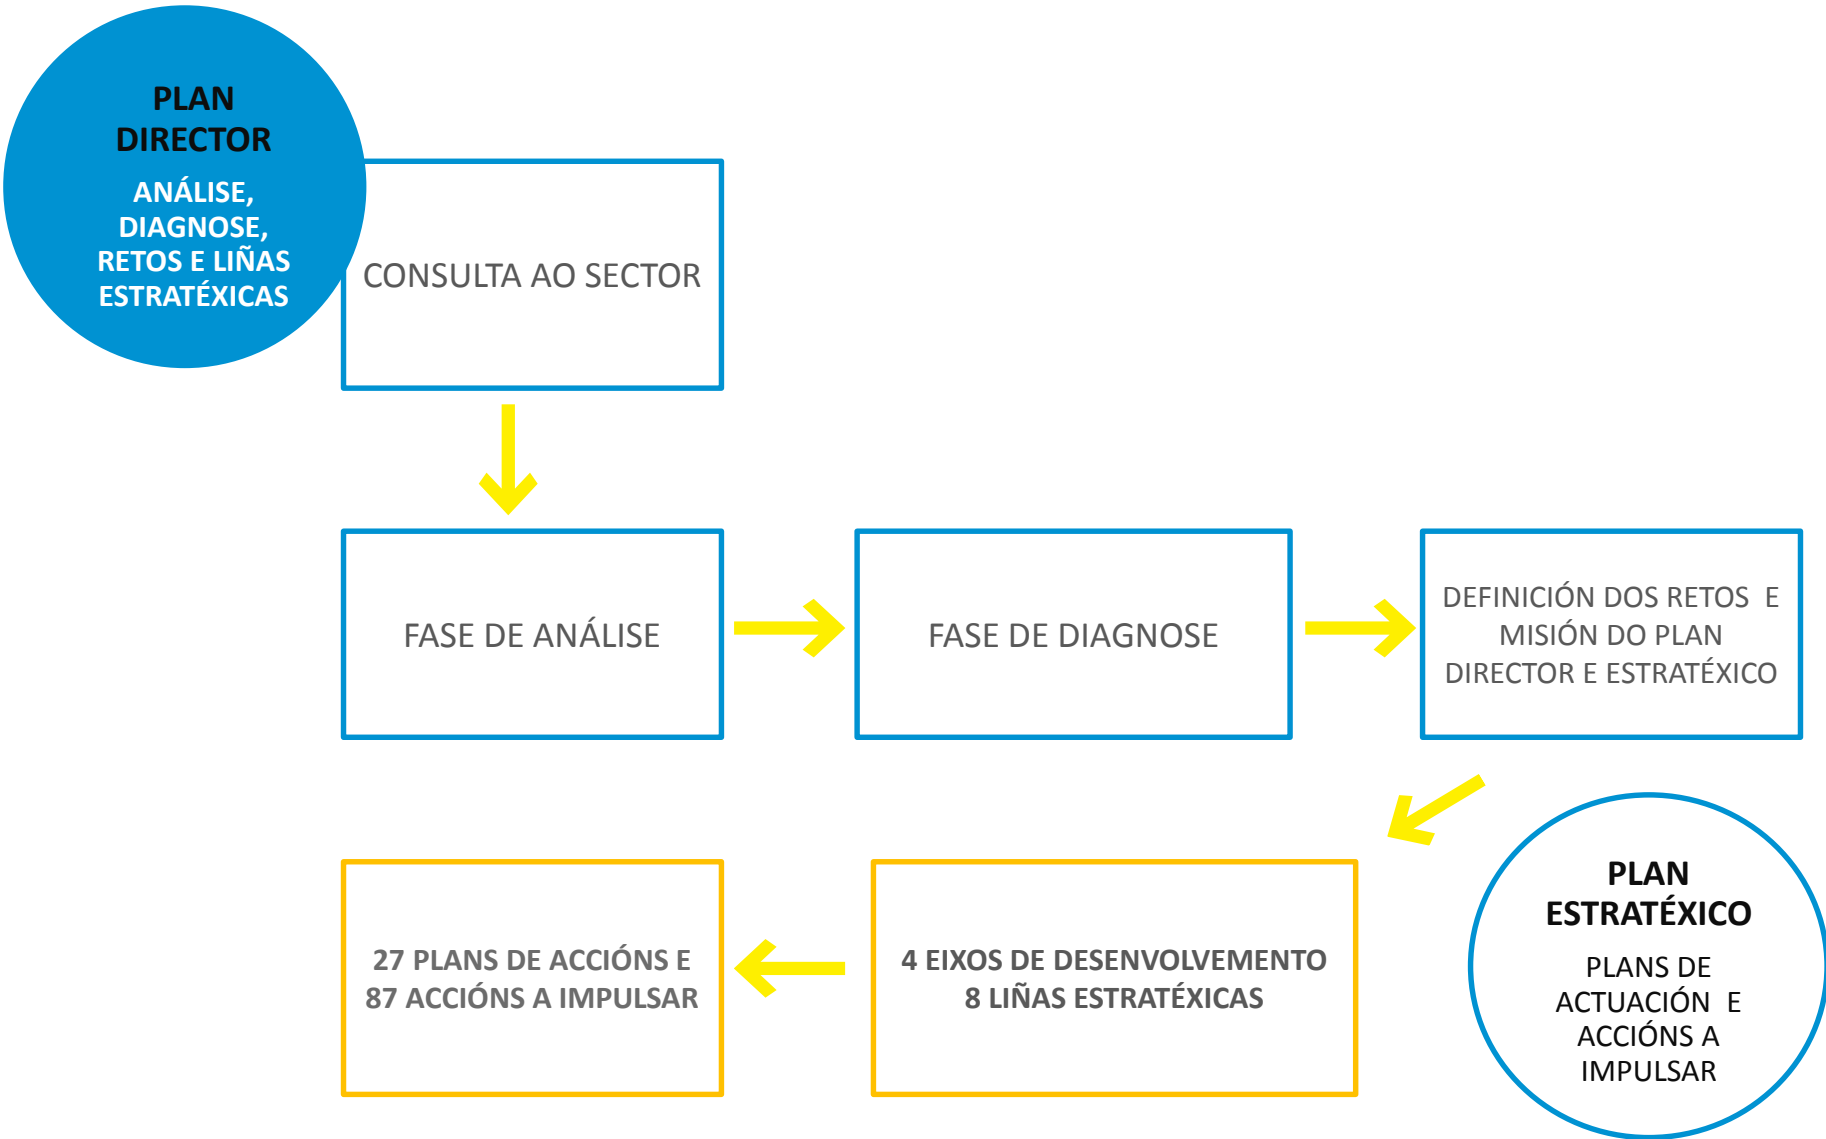 PLAN
DIRECTOR
ANÁLISE,
DIAGNOSE,
RETOS E LIÑAS
ESTRATÉXICAS
CONSULTA AO SECTOR
FASE DE ANÁLISE
FASE DE DIAGNOSE
DEFINICIÓN DOS RETOS E
MISIÓN DO PLAN
DIRECTOR E ESTRATÉXICO
PLAN
ESTRATÉXICO
PLANS DE
ACTUACIÓN E
ACCIÓNS A
IMPULSAR
4 EIXOS DE DESENVOLVEMENTO
8 LIÑAS ESTRATÉXICAS
27 PLANS DE ACCIÓNS E
87 ACCIÓNS A IMPULSAR